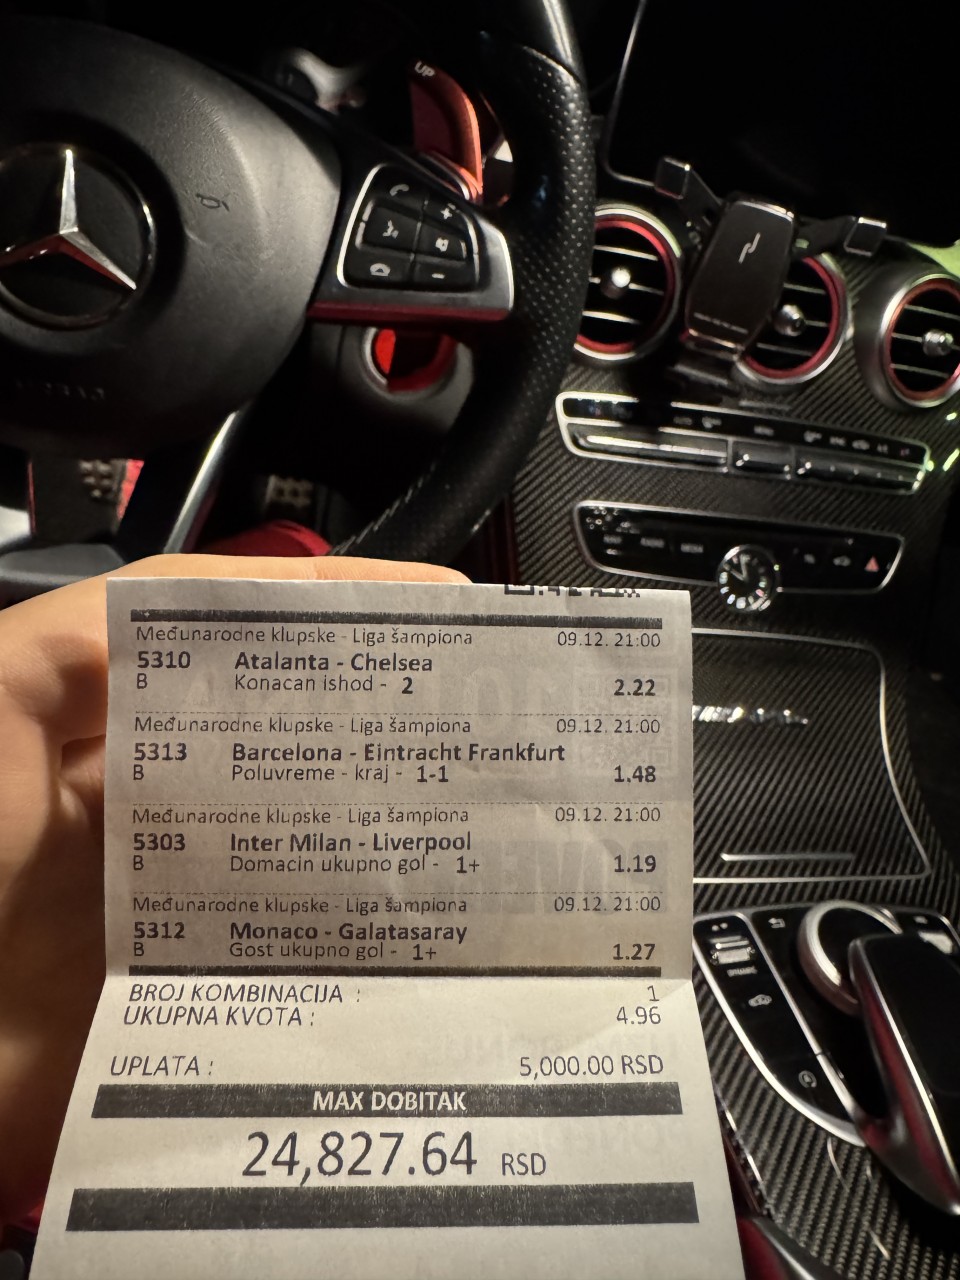 UP
Međunarodne klupske - Liga šampiona 09.12. 21:00
5310 Atalanta - Chelsea
B Konacan ishod - 2 2.22
Međunarodne klupske - Liga šampiona 09.12. 21:00
5313 Barcelona - Eintracht Frankfurt
B Poluvreme - kraj - 1-1 1.48
Međunarodne klupske - Liga šampiona 09.12. 21:00
5303 Inter Milan - Liverpool
B Domacin ukupno gol - 1+ 1.19
Međunarodne klupske - Liga šampiona 09.12. 21:00
5312 Monaco - Galatasaray
B Gost ukupno gol - 1+ 1.27
BROJ KOMBINACIJA : 1
UKUPNA KVOTA : 4.96
UPLATA : 5,000.00 RSD
MAX DOBITAK
24,827.64 RSD